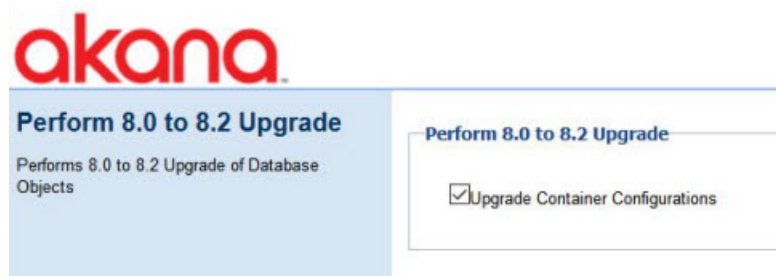 akana
Perform 8.0 to 8.2 Upgrade
Performs 8.0 to 8.2 Upgrade of Database
Objects
Perform 8.0 to 8.2 Upgrade
Upgrade Container Configurations